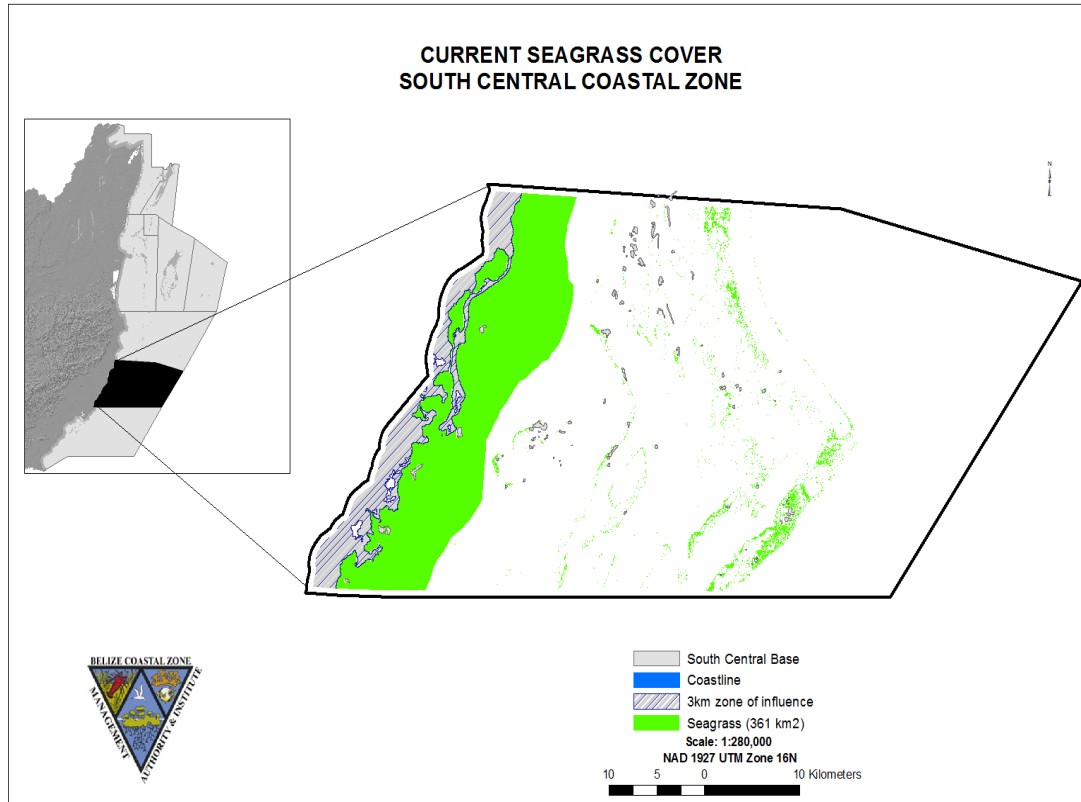 CURRENT SEAGRASS COVER
SOUTH CENTRAL COASTAL ZONE
N
BELIZE COASTAL ZONE
MANAGEMENT
AUTHORITY & INSTITUTE
South Central Base
Coastline
3km zone of influence
Seagrass (361 km2)
Scale: 1:280,000
NAD 1927 UTM Zone 16N
10 5 0 10 Kilometers